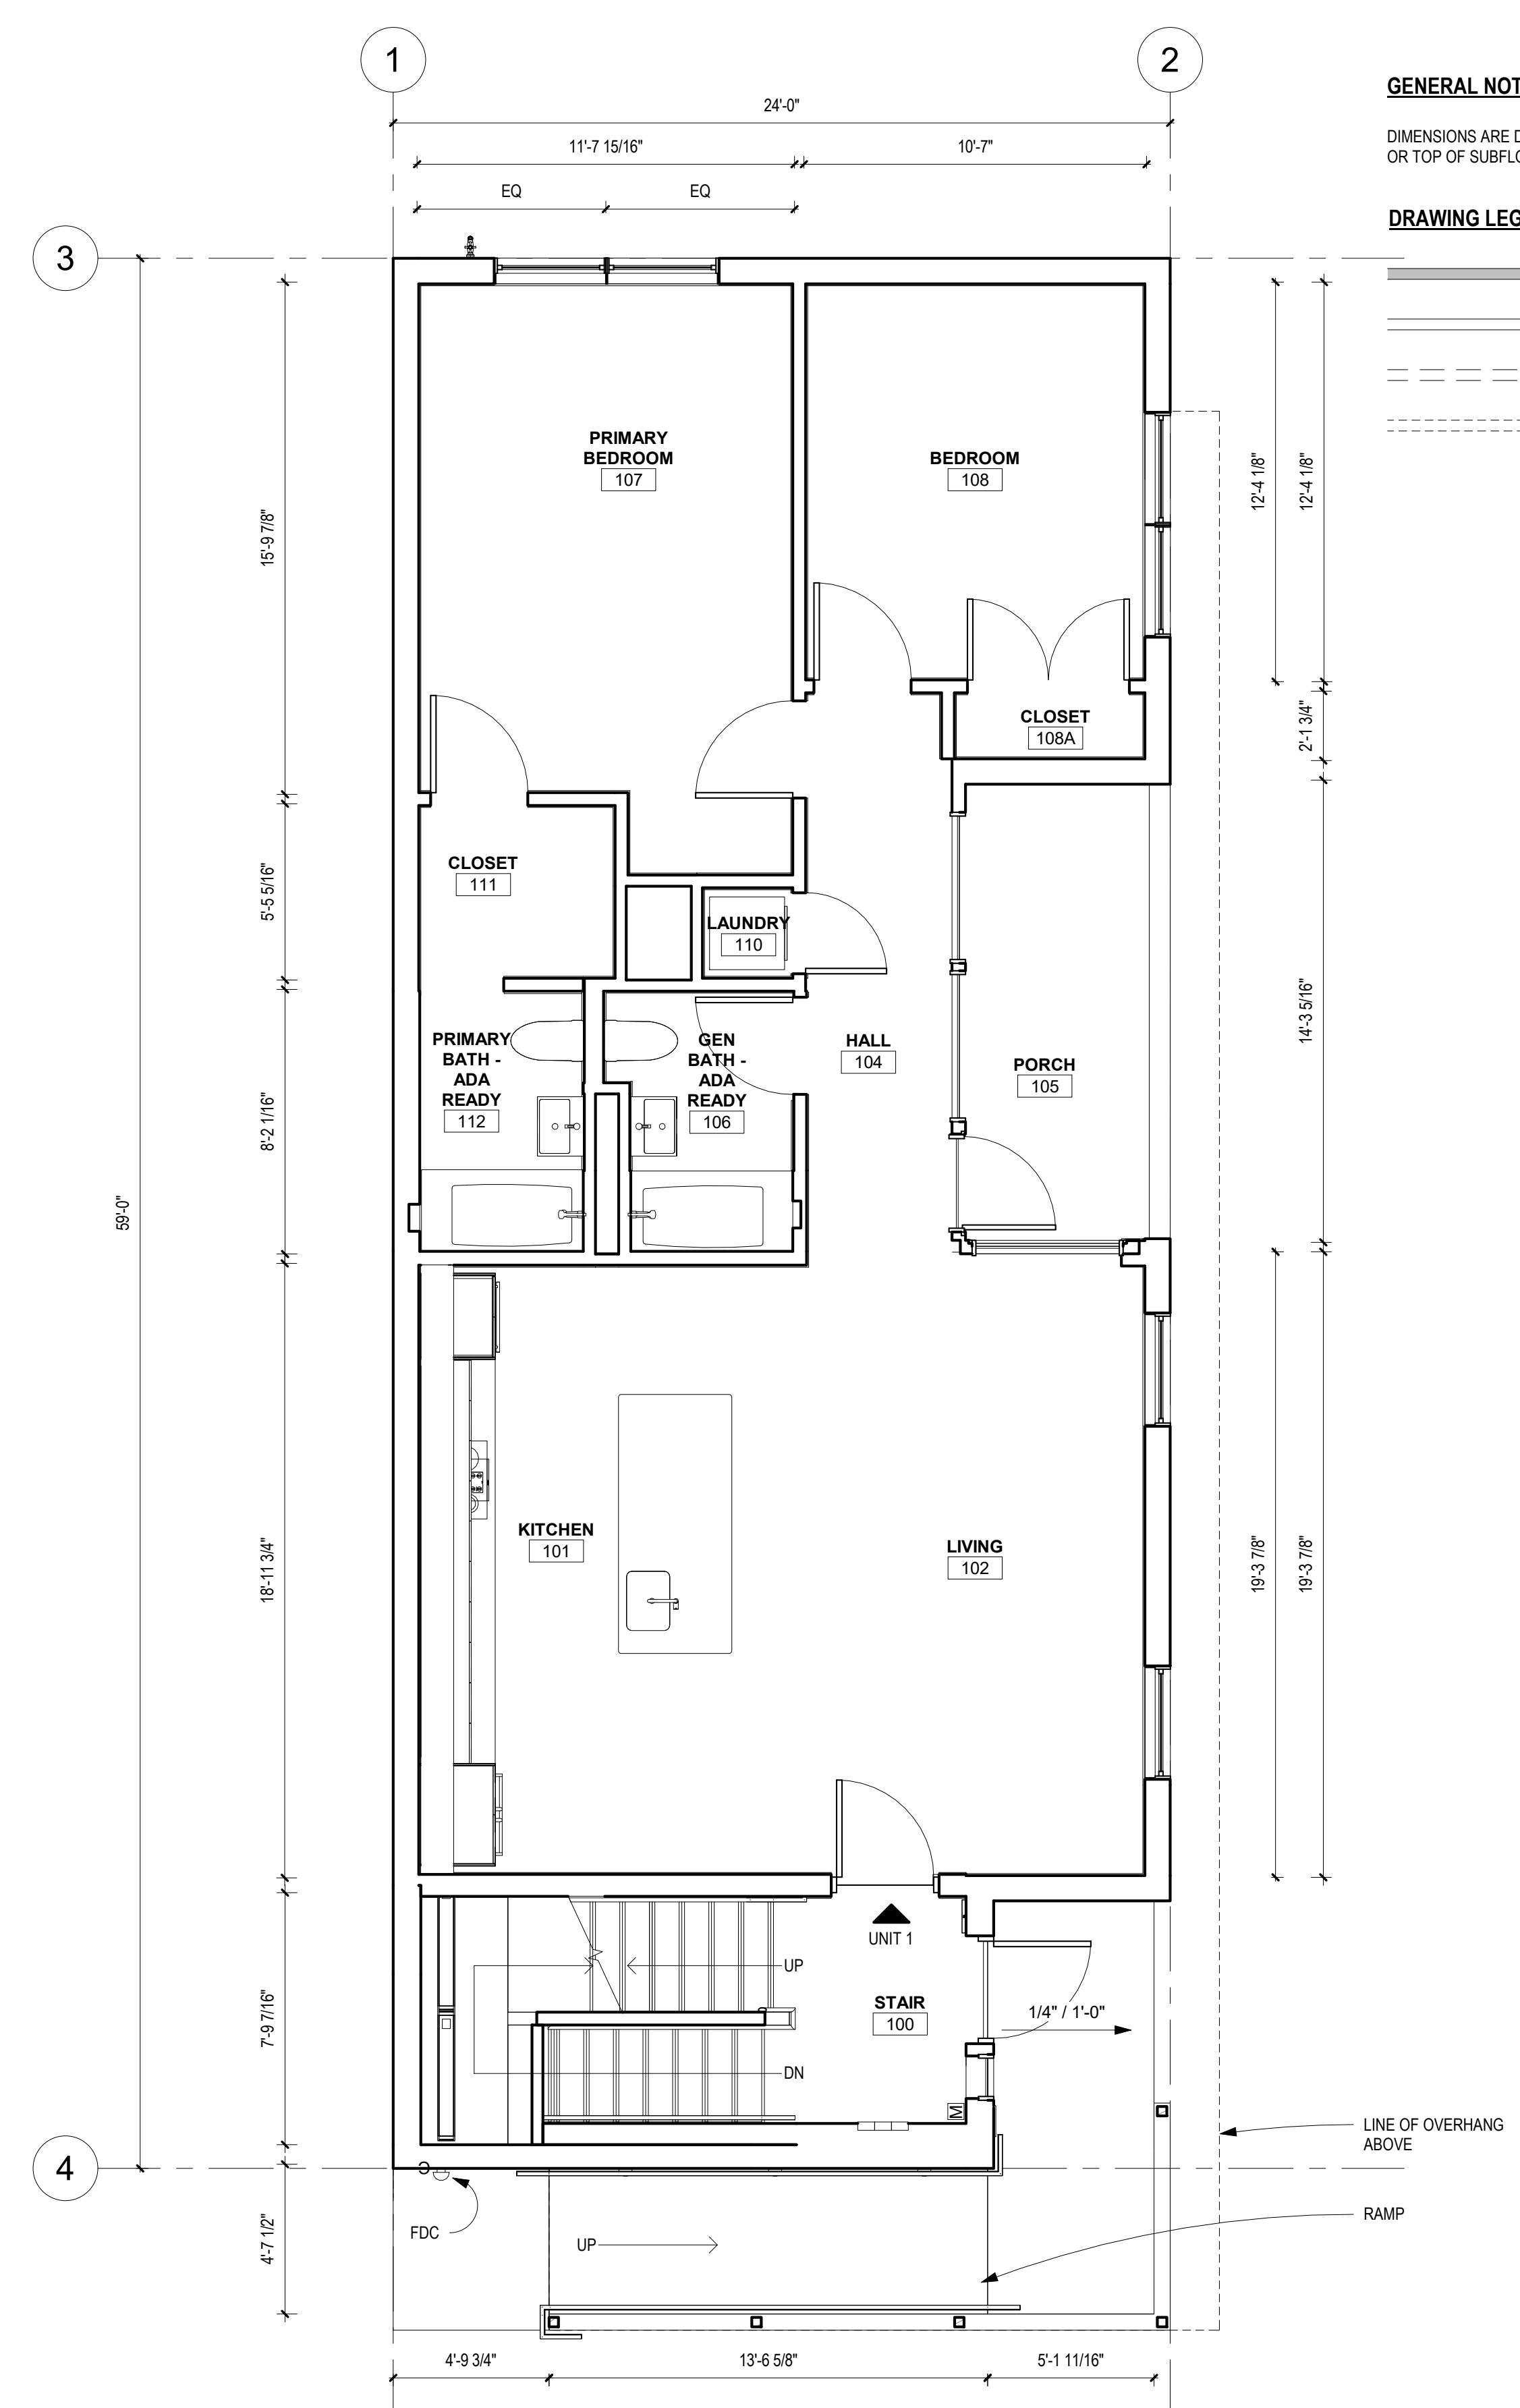 1
2
GENERAL NOT
24'-0"
DIMENSIONS ARE D
OR TOP OF SUBFLO
11'-7 15/16"
10'-7"
EQ
EQ
DRAWING LEG
3
PRIMARY
BEDROOM
107
BEDROOM
108
12'-4 1/8"
12'-4 1/8"
15'-9 7/8"
CLOSET
108A
2'-1 3/4"
CLOSET
111
5'-5 5/16"
LAUNDRY
110
PRIMARY
BATH -
ADA
READY
112
GEN
BATH -
ADA
READY
106
HALL
104
PORCH
105
14'-3 5/16"
8'-2 1/16"
59'-0"
KITCHEN
101
LIVING
102
18'-11 3/4"
19'-3 7/8"
19'-3 7/8"
UNIT 1
UP
STAIR
100
1/4" / 1'-0"
7'-9 7/16"
DN
M
LINE OF OVERHANG
ABOVE
4
RAMP
FDC
UP
4'-7 1/2"
4'-9 3/4"
13'-6 5/8"
5'-1 11/16"